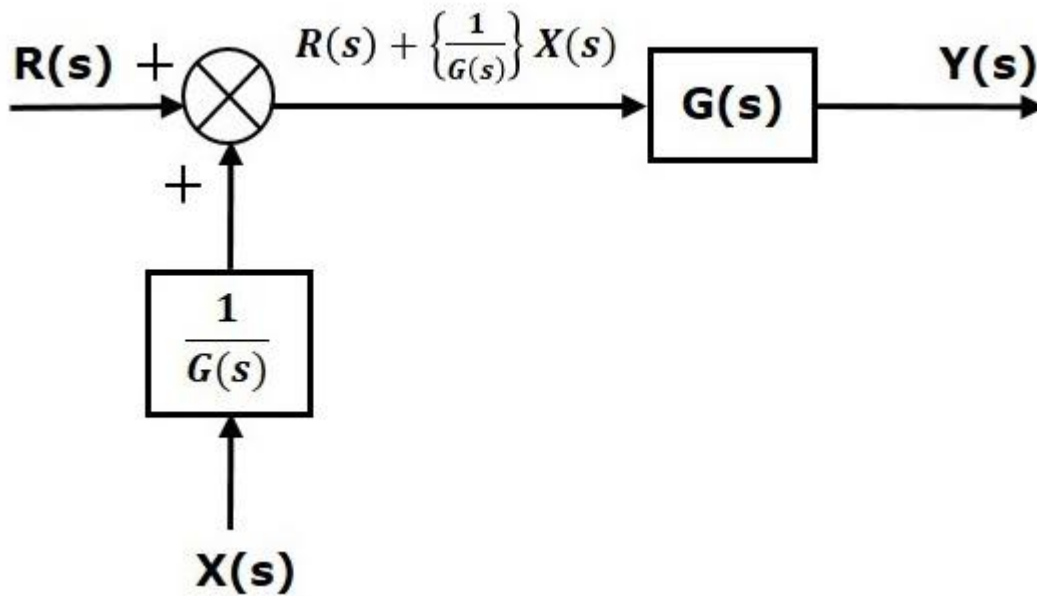 R(s) +
R(s) + {1/G(s)} X(s)
G(s)
Y(s)
+
1/G(s)
X(s)